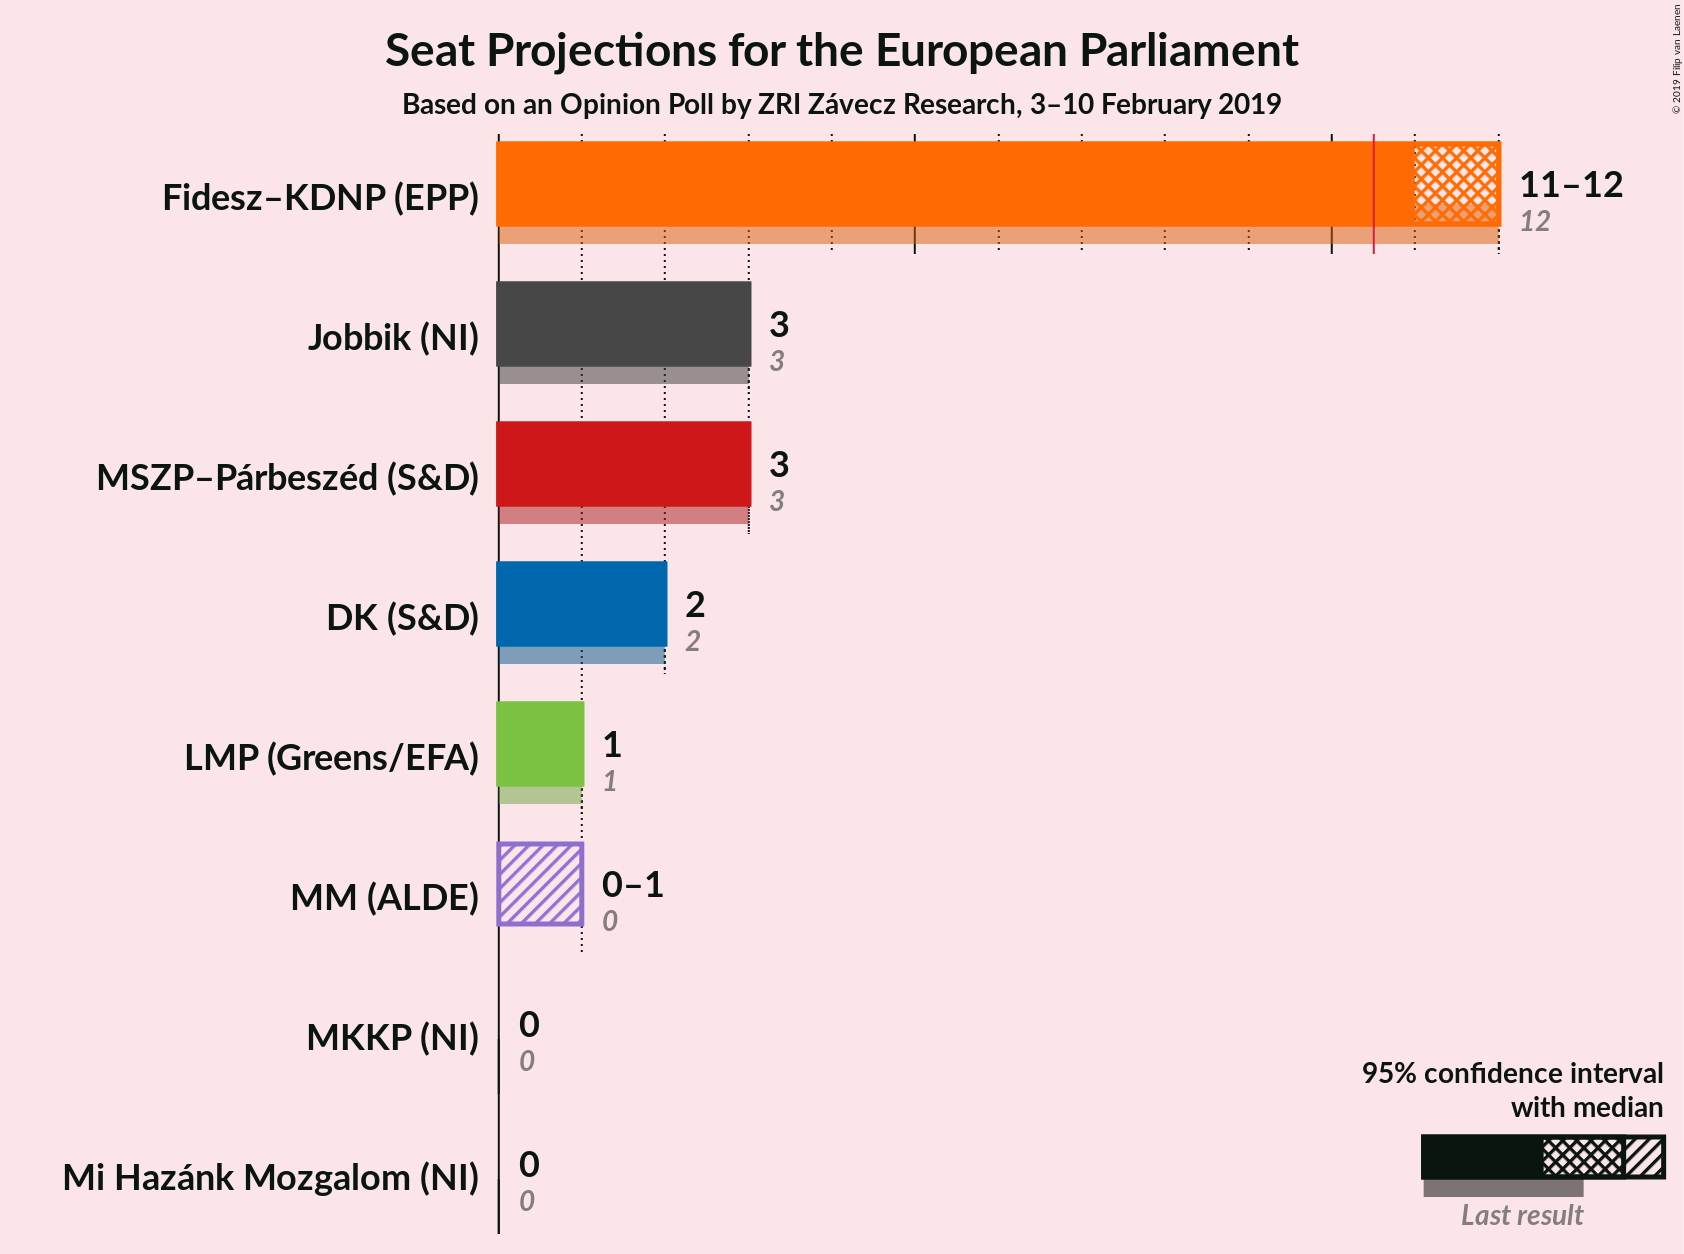 Seat Projections for the European Parliament
Based on an Opinion Poll by ZRI Závecz Research, 3–10 February 2019
© 2019 Filip van Laenen
Fidesz–KDNP (EPP)
11–12
12
Jobbik (NI)
3
3
MSZP–Párbeszéd (S&D)
3
3
DK (S&D)
2
2
LMP (Greens/EFA)
1
1
MM (ALDE)
0–1
0
MKKP (NI)
0
0
Mi Hazánk Mozgalom (NI)
0
0
95% confidence interval
with median
Last result